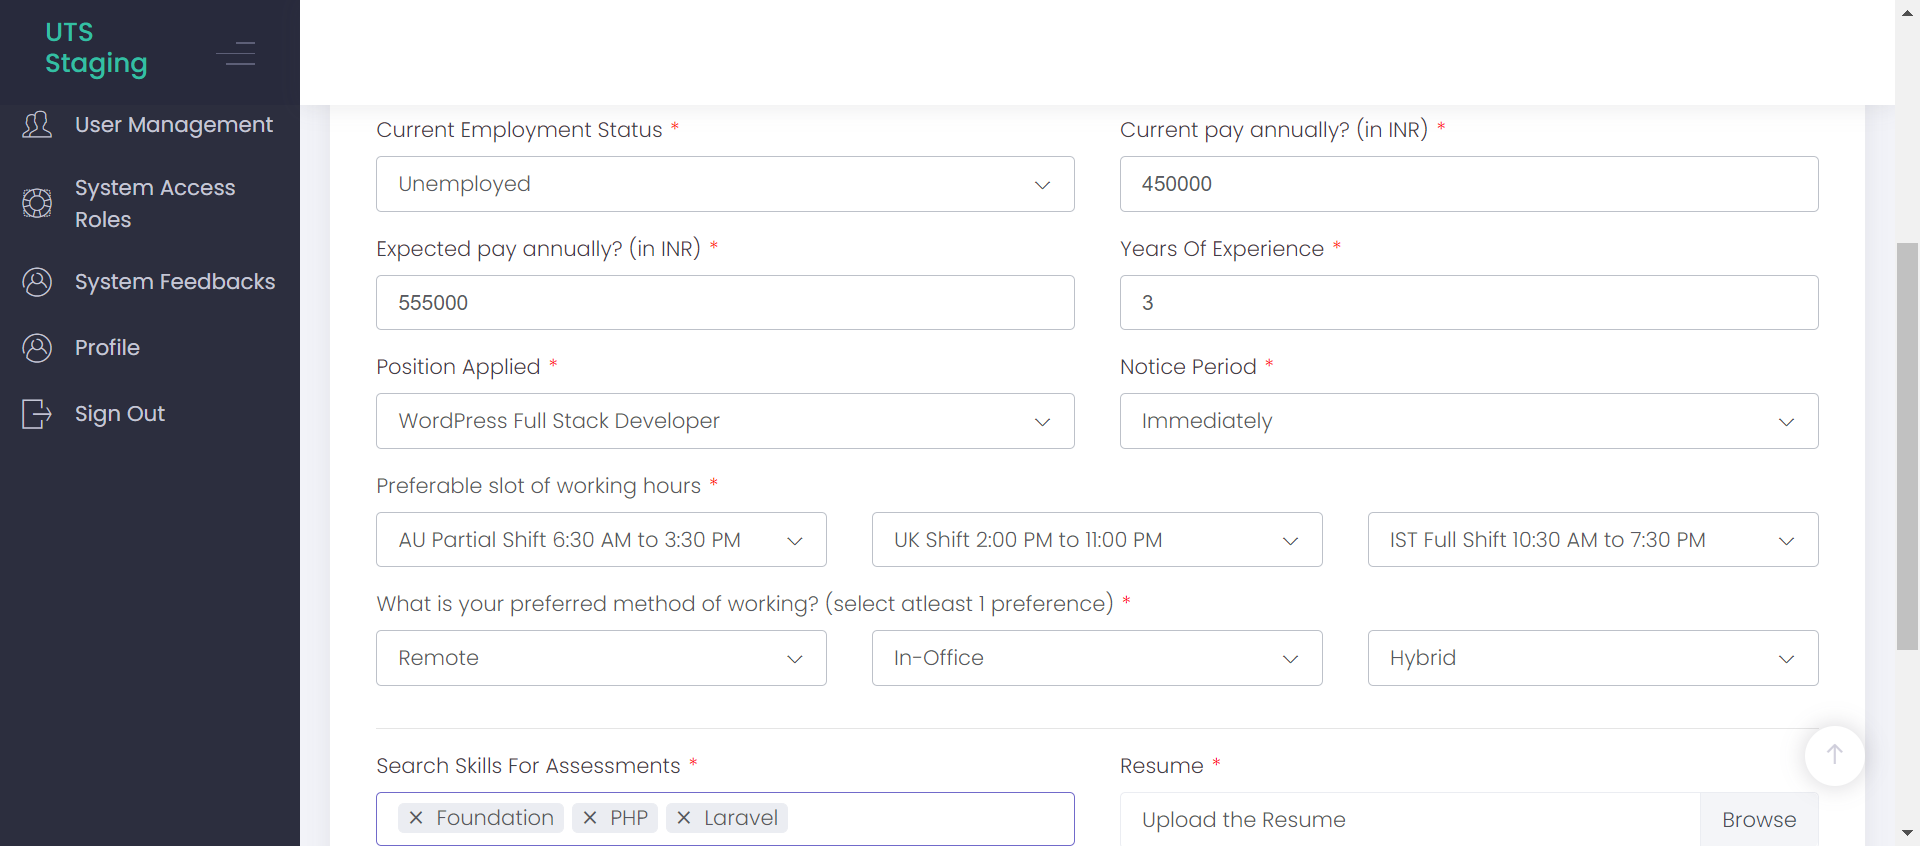 UTS
Staging
User Management
System Access
Roles
System Feedbacks
Profile
Sign Out
Current Employment Status *
Current pay annually? (in INR) *
Unemployed
450000
Expected pay annually? (in INR) *
Years Of Experience *
555000
3
Position Applied *
Notice Period *
WordPress Full Stack Developer
Immediately
Preferable slot of working hours *
AU Partial Shift 6:30 AM to 3:30 PM
UK Shift 2:00 PM to 11:00 PM
IST Full Shift 10:30 AM to 7:30 PM
What is your preferred method of working? (select atleast 1 preference) *
Remote
In-Office
Hybrid
Search Skills For Assessments *
Resume *
× Foundation × PHP × Laravel
Upload the Resume
Browse